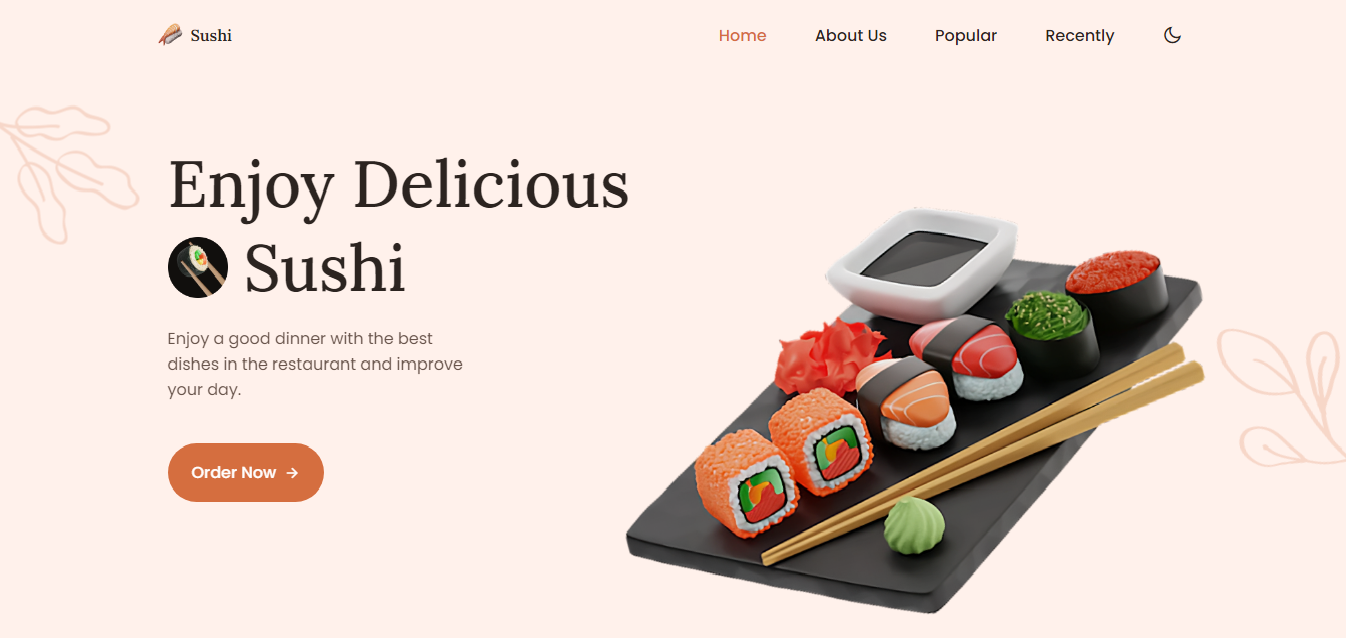 Sushi
Home About Us Popular Recently
Enjoy Delicious
Sushi
Enjoy a good dinner with the best
dishes in the restaurant and improve
your day.
Order Now →